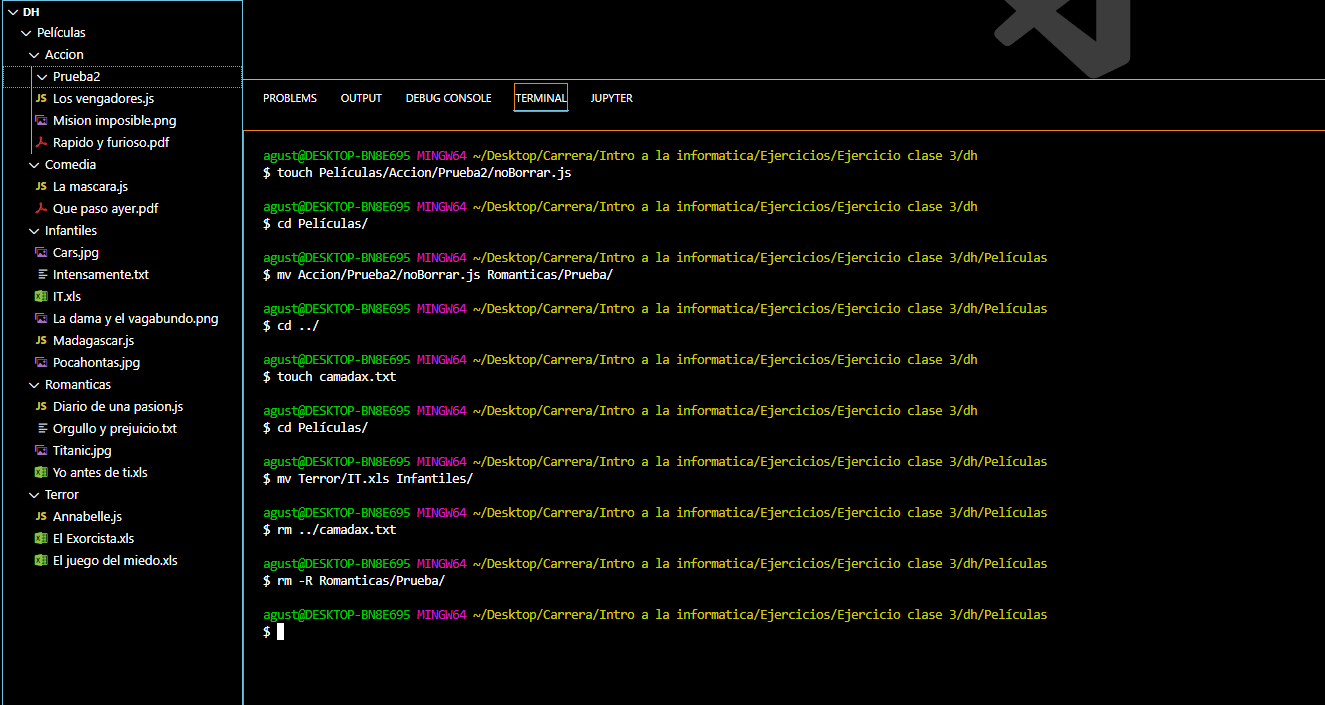 DH
Películas
Accion
Prueba2
JS Los vengadores.js
Mision imposible.png
Rapido y furioso.pdf
Comedia
JS La mascara.js
Que paso ayer.pdf
Infantiles
Cars.jpg
Intensamente.txt
IT.xls
La dama y el vagabundo.png
JS Madagascar.js
Pocahontas.jpg
Romanticas
JS Diario de una pasion.js
Orgullo y prejuicio.txt
Titanic.jpg
Yo antes de ti.xls
Terror
JS Annabelle.js
El Exorcista.xls
El juego del miedo.xls
PROBLEMS OUTPUT DEBUG CONSOLE TERMINAL JUPYTER
agust@DESKTOP-BN8E695 MINGW64 ~/Desktop/Carrera/Intro a la informatica/Ejercicios/Ejercicio clase 3/dh
$ touch Películas/Accion/Prueba2/noBorrar.js
agust@DESKTOP-BN8E695 MINGW64 ~/Desktop/Carrera/Intro a la informatica/Ejercicios/Ejercicio clase 3/dh
$ cd Películas/
agust@DESKTOP-BN8E695 MINGW64 ~/Desktop/Carrera/Intro a la informatica/Ejercicios/Ejercicio clase 3/dh/Películas
$ mv Accion/Prueba2/noBorrar.js Romanticas/Prueba/
agust@DESKTOP-BN8E695 MINGW64 ~/Desktop/Carrera/Intro a la informatica/Ejercicios/Ejercicio clase 3/dh/Películas
$ cd ../
agust@DESKTOP-BN8E695 MINGW64 ~/Desktop/Carrera/Intro a la informatica/Ejercicios/Ejercicio clase 3/dh
$ touch camadax.txt
agust@DESKTOP-BN8E695 MINGW64 ~/Desktop/Carrera/Intro a la informatica/Ejercicios/Ejercicio clase 3/dh
$ cd Películas/
agust@DESKTOP-BN8E695 MINGW64 ~/Desktop/Carrera/Intro a la informatica/Ejercicios/Ejercicio clase 3/dh/Películas
$ mv Terror/IT.xls Infantiles/
agust@DESKTOP-BN8E695 MINGW64 ~/Desktop/Carrera/Intro a la informatica/Ejercicios/Ejercicio clase 3/dh/Películas
$ rm ../camadax.txt
agust@DESKTOP-BN8E695 MINGW64 ~/Desktop/Carrera/Intro a la informatica/Ejercicios/Ejercicio clase 3/dh/Películas
$ rm -R Romanticas/Prueba/
agust@DESKTOP-BN8E695 MINGW64 ~/Desktop/Carrera/Intro a la informatica/Ejercicios/Ejercicio clase 3/dh/Películas
$